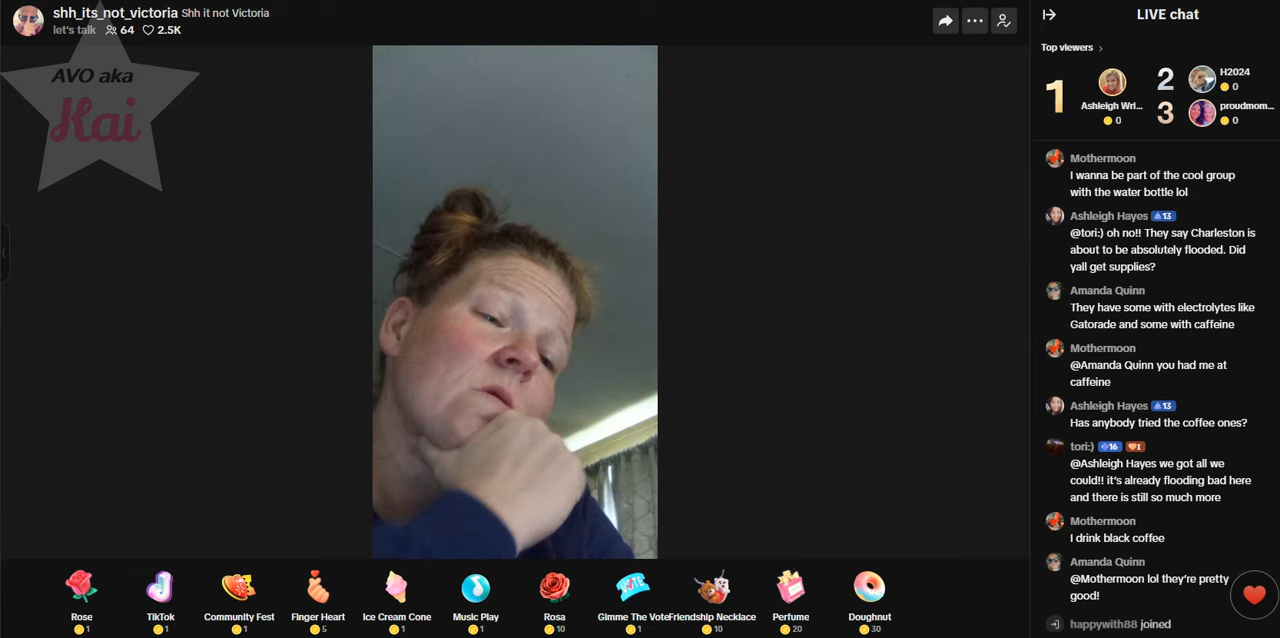 shh_its_not_victoria Shh it not Victoria
let's talk 64 2.5K
AVO aka
Kai
LIVE chat
Top viewers
1
Ashleigh Wri...
0
2
H2024
0
3
proudmom...
0
Mothermoon
I wanna be part of the cool group
with the water bottle lol
Ashleigh Hayes 13
@tori:) oh no!! They say Charleston is
about to be absolutely flooded. Did
yall get supplies?
Amanda Quinn
They have some with electrolytes like
Gatorade and some with caffeine
Mothermoon
@Amanda Quinn you had me at
caffeine
Ashleigh Hayes 13
Has anybody tried the coffee ones?
tori:) 16 I
@Ashleigh Hayes we got all we
could!! it's already flooding bad here
and there is still so much more
Mothermoon
I drink black coffee
Amanda Quinn
@Mothermoon lol they're pretty
good!
happywith88 joined
VOTE
Rose TikTok Community Fest Finger Heart Ice Cream Cone Music Play Rosa Gimme The Vote Friendship Necklace Perfume Doughnut
1 1 1 5 1 1 10 1 10 20 30